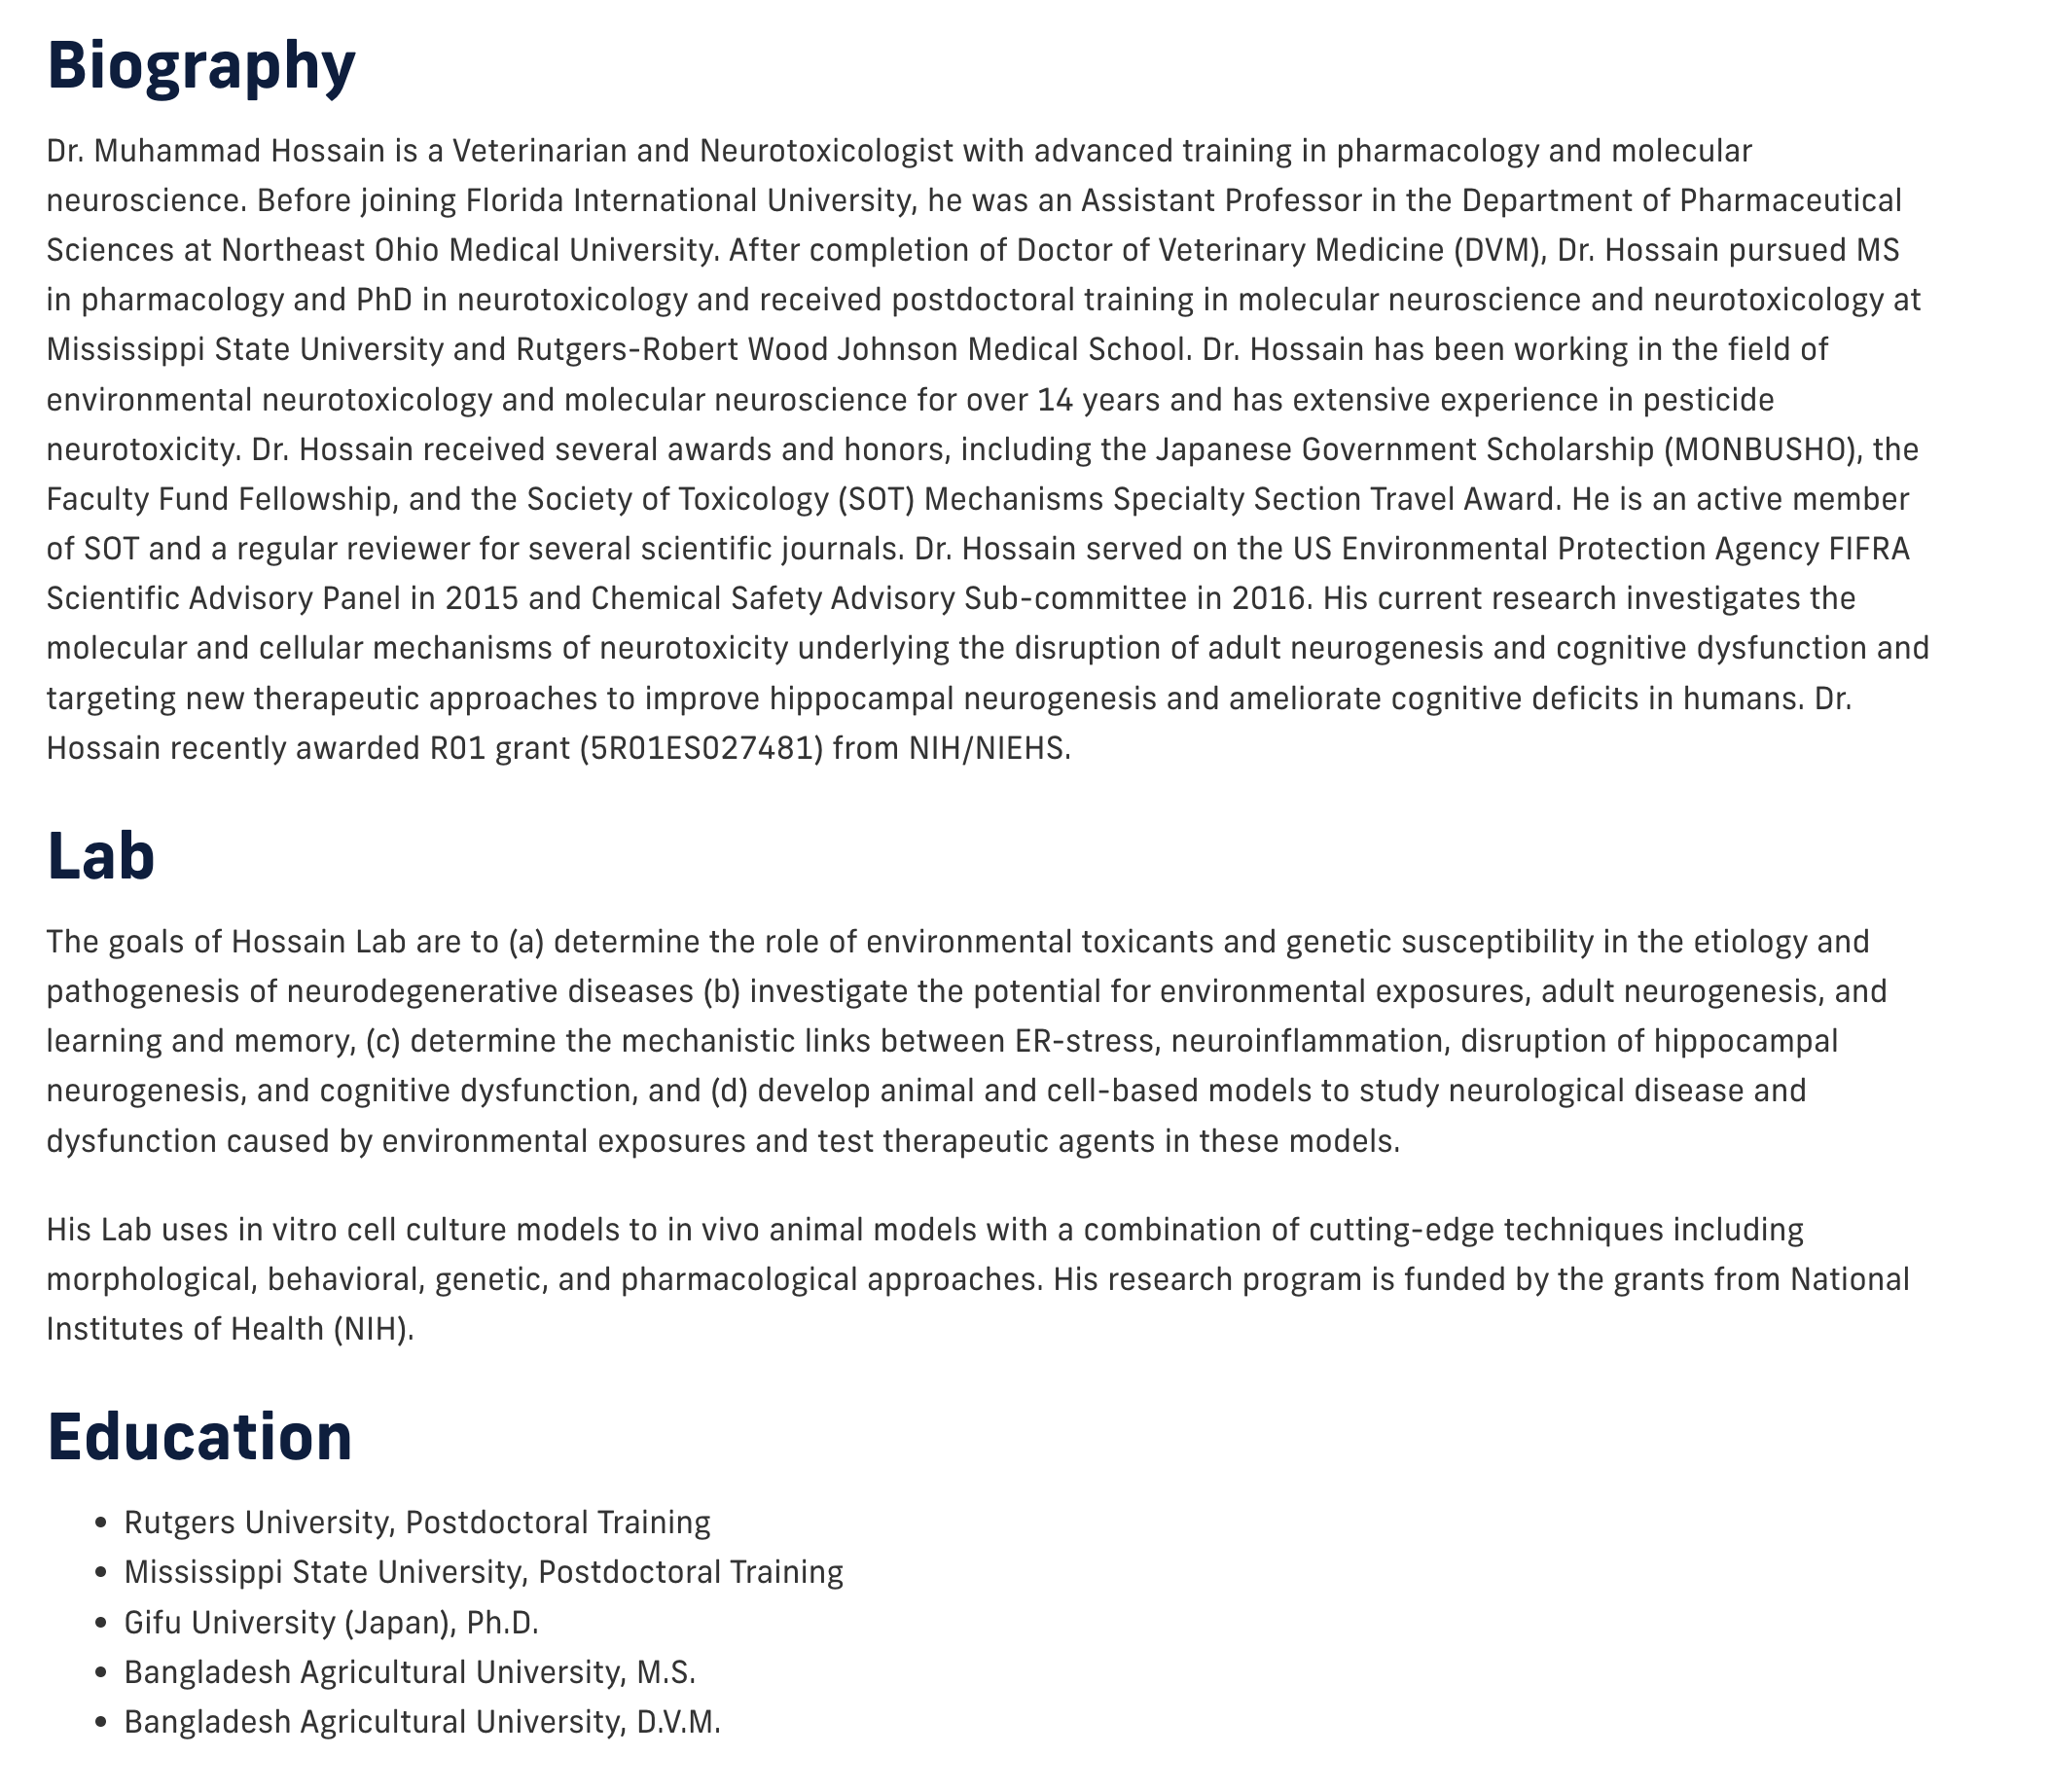 Biography
Dr. Muhammad Hossain is a Veterinarian and Neurotoxicologist with advanced training in pharmacology and molecular
neuroscience. Before joining Florida International University, he was an Assistant Professor in the Department of Pharmaceutical
Sciences at Northeast Ohio Medical University. After completion of Doctor of Veterinary Medicine (DVM), Dr. Hossain pursued MS
in pharmacology and PhD in neurotoxicology and received postdoctoral training in molecular neuroscience and neurotoxicology at
Mississippi State University and Rutgers-Robert Wood Johnson Medical School. Dr. Hossain has been working in the field of
environmental neurotoxicology and molecular neuroscience for over 14 years and has extensive experience in pesticide
neurotoxicity. Dr. Hossain received several awards and honors, including the Japanese Government Scholarship (MONBUSHO), the
Faculty Fund Fellowship, and the Society of Toxicology (SOT) Mechanisms Specialty Section Travel Award. He is an active member
of SOT and a regular reviewer for several scientific journals. Dr. Hossain served on the US Environmental Protection Agency FIFRA
Scientific Advisory Panel in 2015 and Chemical Safety Advisory Sub-committee in 2016. His current research investigates the
molecular and cellular mechanisms of neurotoxicity underlying the disruption of adult neurogenesis and cognitive dysfunction and
targeting new therapeutic approaches to improve hippocampal neurogenesis and ameliorate cognitive deficits in humans. Dr.
Hossain recently awarded R01 grant (5R01ES027481) from NIH/NIEHS.
Lab
The goals of Hossain Lab are to (a) determine the role of environmental toxicants and genetic susceptibility in the etiology and
pathogenesis of neurodegenerative diseases (b) investigate the potential for environmental exposures, adult neurogenesis, and
learning and memory, (c) determine the mechanistic links between ER-stress, neuroinflammation, disruption of hippocampal
neurogenesis, and cognitive dysfunction, and (d) develop animal and cell-based models to study neurological disease and
dysfunction caused by environmental exposures and test therapeutic agents in these models.
His Lab uses in vitro cell culture models to in vivo animal models with a combination of cutting-edge techniques including
morphological, behavioral, genetic, and pharmacological approaches. His research program is funded by the grants from National
Institutes of Health (NIH).
Education
• Rutgers University, Postdoctoral Training
• Mississippi State University, Postdoctoral Training
• Gifu University (Japan), Ph.D.
• Bangladesh Agricultural University, M.S.
• Bangladesh Agricultural University, D.V.M.